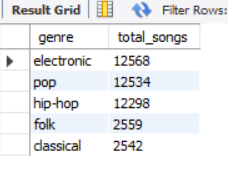 Result Grid Filter Rows:
genre total_songs
electronic 12568
pop 12534
hip-hop 12298
folk 2559
classical 2542